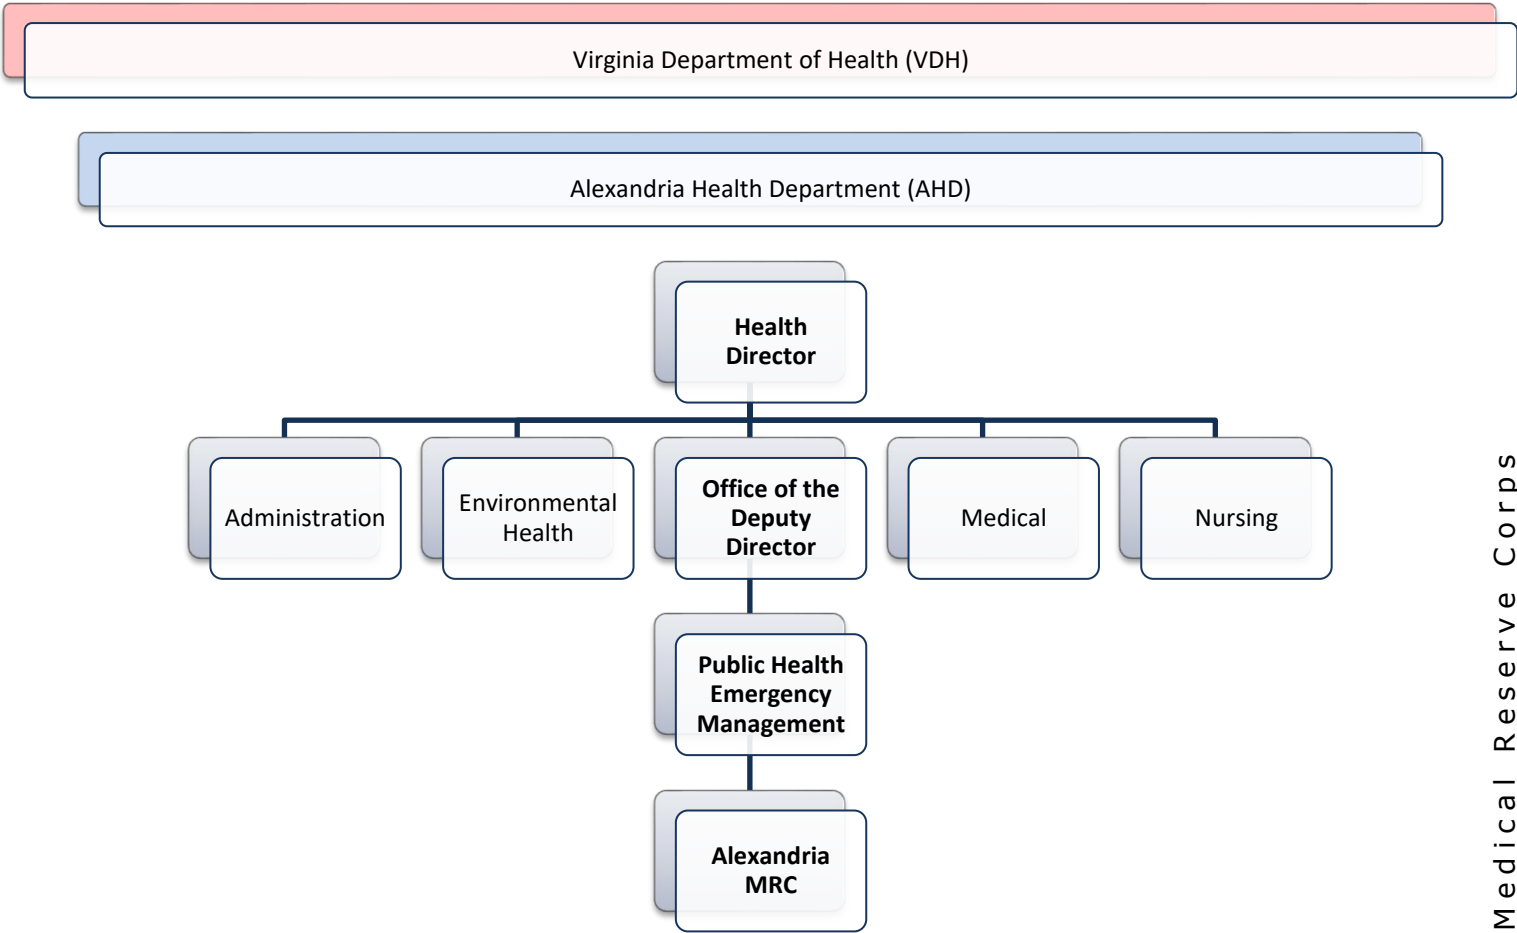 Virginia Department of Health (VDH)
Alexandria Health Department (AHD)
Health
Director
Administration
Environmental
Health
Office of the
Deputy
Director
Medical
Nursing
Public Health
Emergency
Management
Alexandria
MRC
Medical Reserve Corps